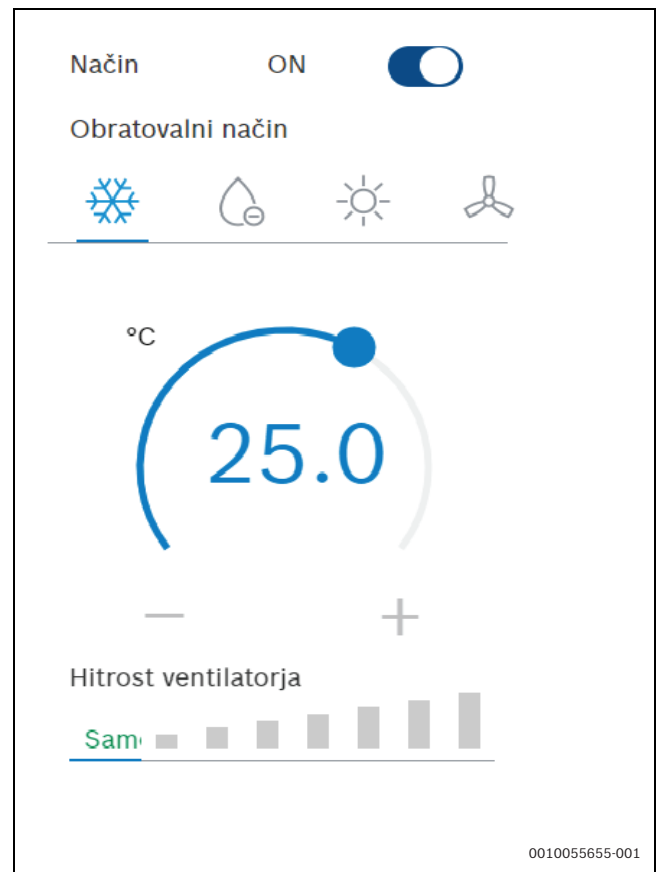 Način ON
Obratovalni način
°C
25.0
Hitrost ventilatorja
0010055655-001